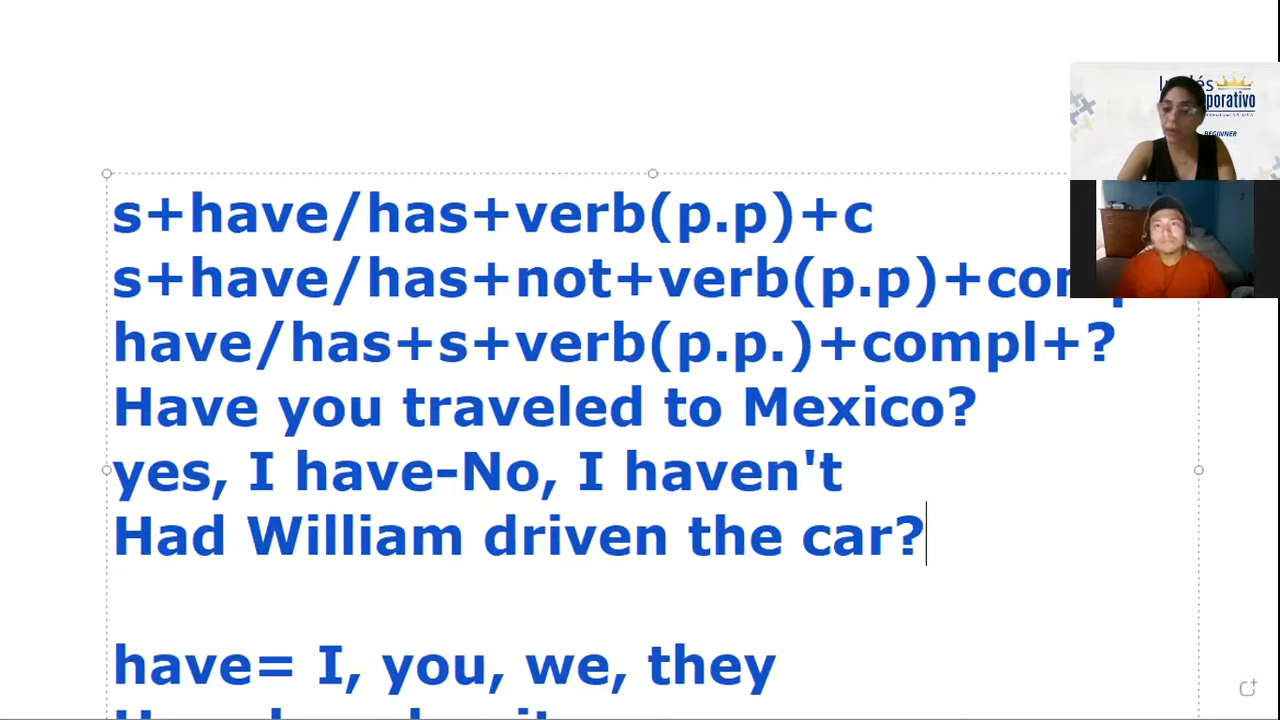 s+have/has+verb(p.p)+c
s+have/has+not+verb(p.p)+com
have/has+s+verb(p.p.)+compl+?
Have you traveled to Mexico?
yes, I have-No, I haven't
Had William driven the car?
have= I, you, we, they
BEGINNER